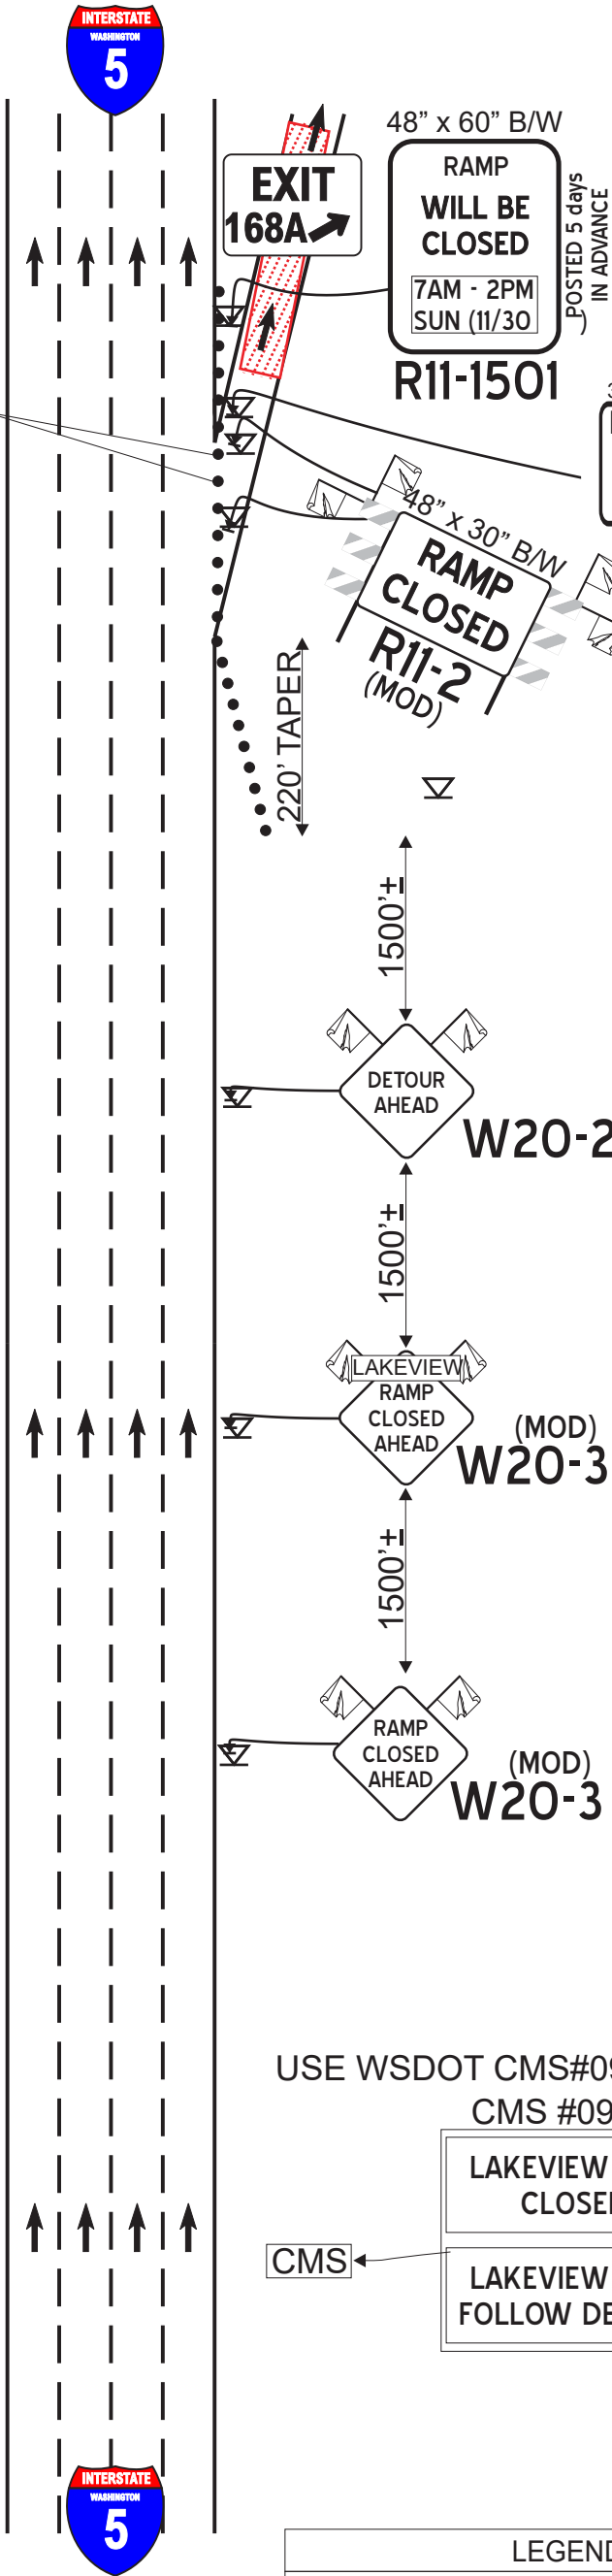 INTERSTATE
WASHINGTON
5
48" x 60" B/W
EXIT
168A
RAMP
WILL BE
CLOSED
7AM - 2PM
SUN (11/30
)
POSTED 5 days
IN ADVANCE
R11-1501
48" x 30" B/W
RAMP
CLOSED
R11-2
(MOD)
220' TAPER
1500'±
DETOUR
AHEAD
W20-2
1500'±
LAKEVIEW
RAMP
CLOSED
AHEAD
(MOD)
W20-3
1500'±
RAMP
CLOSED
AHEAD
(MOD)
W20-3
USE WSDOT CMS#09
CMS #09
LAKEVIEW
CLOSE
CMS
LAKEVIEW
FOLLOW DE
INTERSTATE
WASHINGTON
5
LEGEND